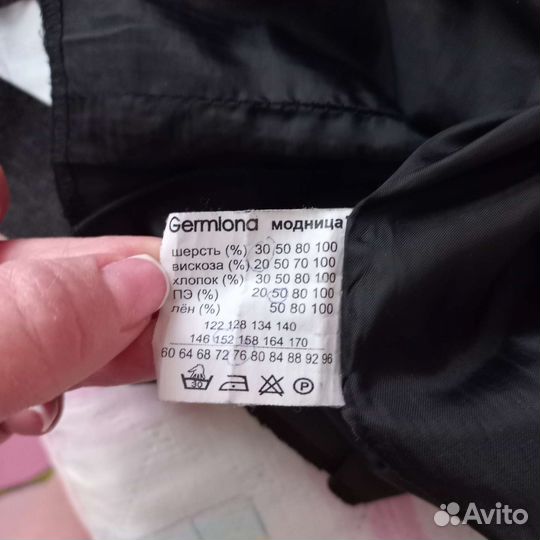 Germiona модница
шерсть (%) 30 50 80 100
вискоза (%) 20 50 70 100
хлопок (%) 30 50 80 100
ПЭ (%) 20 50 80 100
лён (%) 50 80 100
122 128 134 140
146 152 158 164 170
60 64 68 72 76 80 84 88 92 96
30 P
Avito